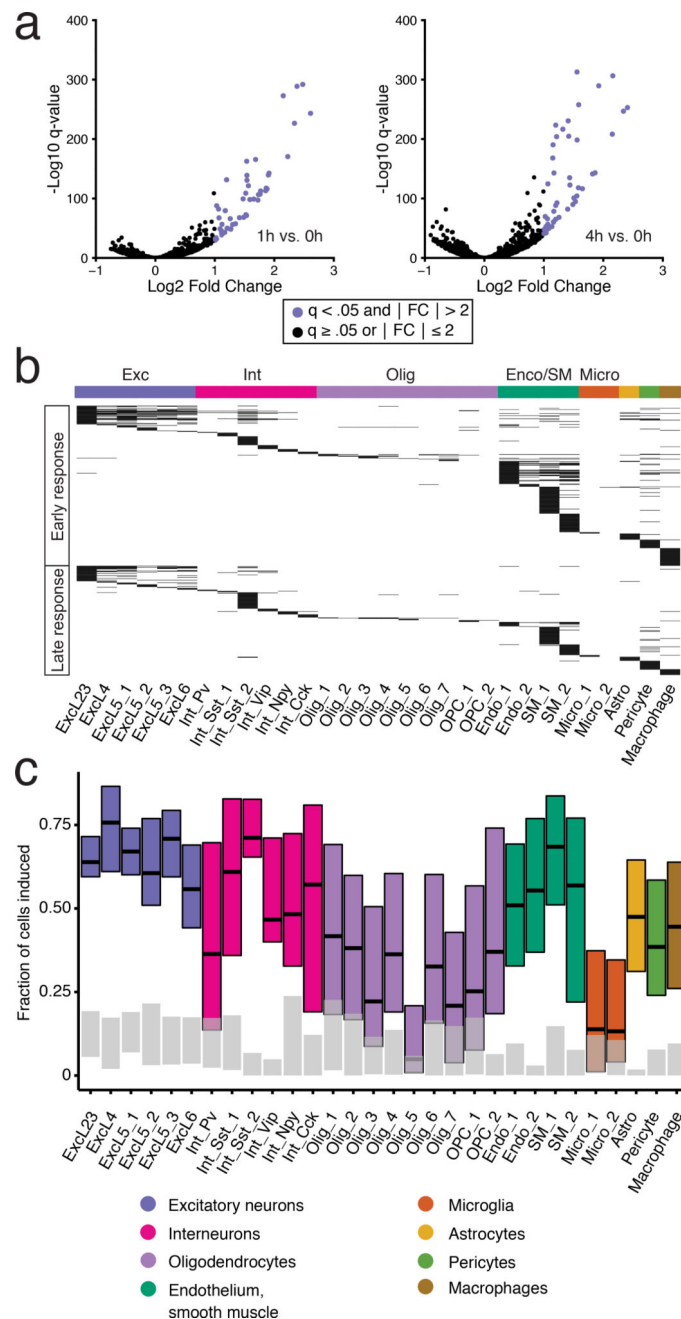 a
400
300
200
100
0
-Log10 q-value
−1
0
1
2
3
Log2 Fold Change
1h vs. 0h
400
300
200
100
0
-Log10 q-value
−1
0
1
2
3
Log2 Fold Change
4h vs. 0h
q < .05 and | FC | > 2
q ≥ .05 or | FC | ≤ 2
b
Exc
Int
Olig
Enco/SM
Micro
Early response
Late response
ExcL23
ExcL4
ExcL5_1
ExcL5_2
ExcL5_3
ExcL6
Int_Pv
Int_Sst_1
Int_Sst_2
Int_Vip
Int_Npy
Int_Cck
Olig_1
Olig_2
Olig_3
Olig_4
Olig_5
Olig_6
Olig_7
OPC_1
OPC_2
Endo_1
Endo_2
SM_1
SM_2
Micro_1
Micro_2
Astro
Pericyte
Macrophage
c
Fraction of cells induced
0.75
0.50
0.25
0
ExcL23
ExcL4
ExcL5_1
ExcL5_2
ExcL5_3
ExcL6
Int_Pv
Int_Sst_1
Int_Sst_2
Int_Vip
Int_Npy
Int_Cck
Olig_1
Olig_2
Olig_3
Olig_4
Olig_5
Olig_6
Olig_7
OPC_1
OPC_2
Endo_1
Endo_2
SM_1
SM_2
Micro_1
Micro_2
Astro
Pericyte
Macrophage
Excitatory neurons
Interneurons
Oligodendrocytes
Endothelium,
smooth muscle
Microglia
Astrocytes
Pericytes
Macrophages